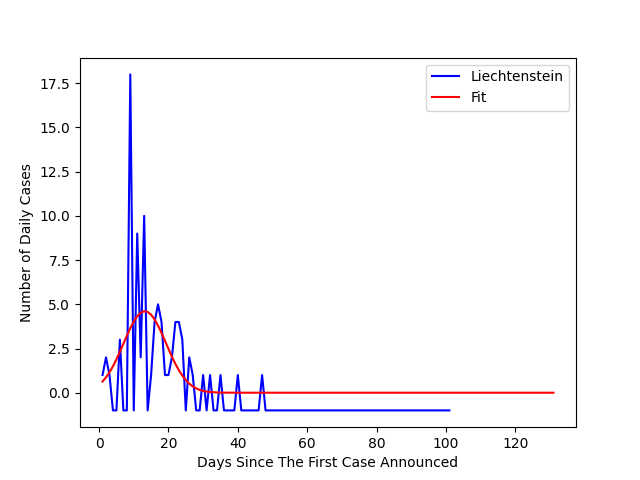 Liechtenstein
Fit
17.5
15.0
12.5
10.0
7.5
5.0
2.5
0.0
Number of Daily Cases
0 20 40 60 80 100 120
Days Since The First Case Announced